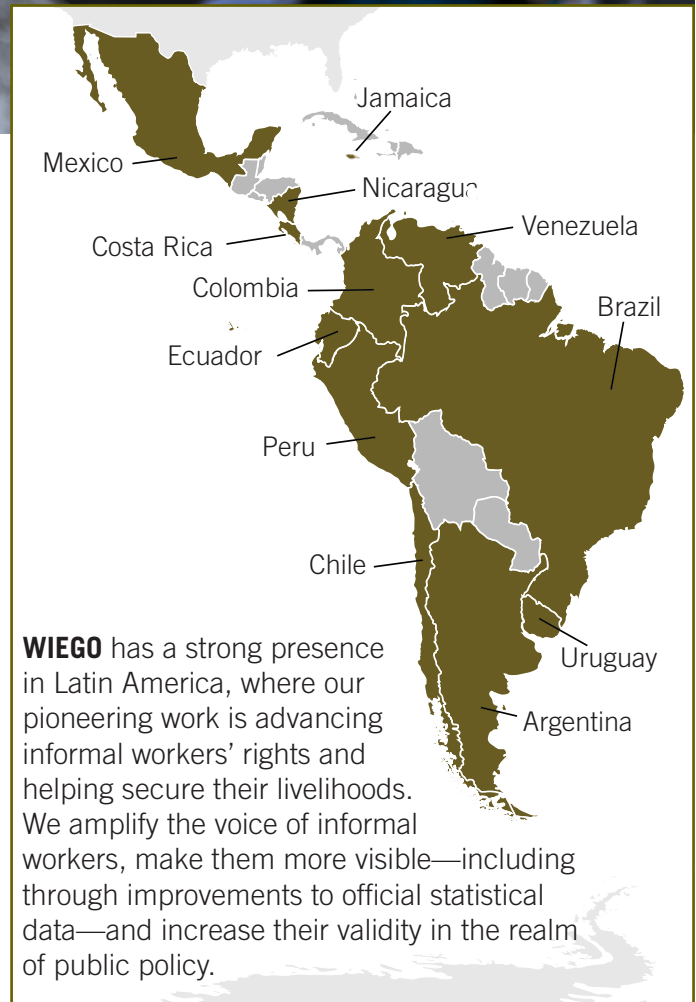 Jamaica
Mexico
Nicaragua
Venezuela
Costa Rica
Colombia
Brazil
Ecuador
Peru
Chile
Uruguay
Argentina
WIEGO has a strong presence
in Latin America, where our
pioneering work is advancing
informal workers’ rights and
helping secure their livelihoods.
We amplify the voice of informal
workers, make them more visible—including
through improvements to official statistical
data—and increase their validity in the realm
of public policy.